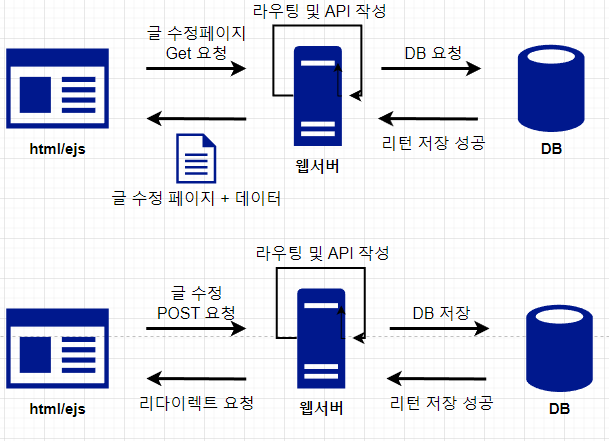 라우팅 및 API 작성
글 수정페이지
Get 요청
DB 요청
html/ejs
웹서버
리턴 저장 성공
DB
글 수정 페이지 + 데이터
라우팅 및 API 작성
글 수정
POST 요청
DB 저장
html/ejs
리다이렉트 요청
웹서버
리턴 저장 성공
DB